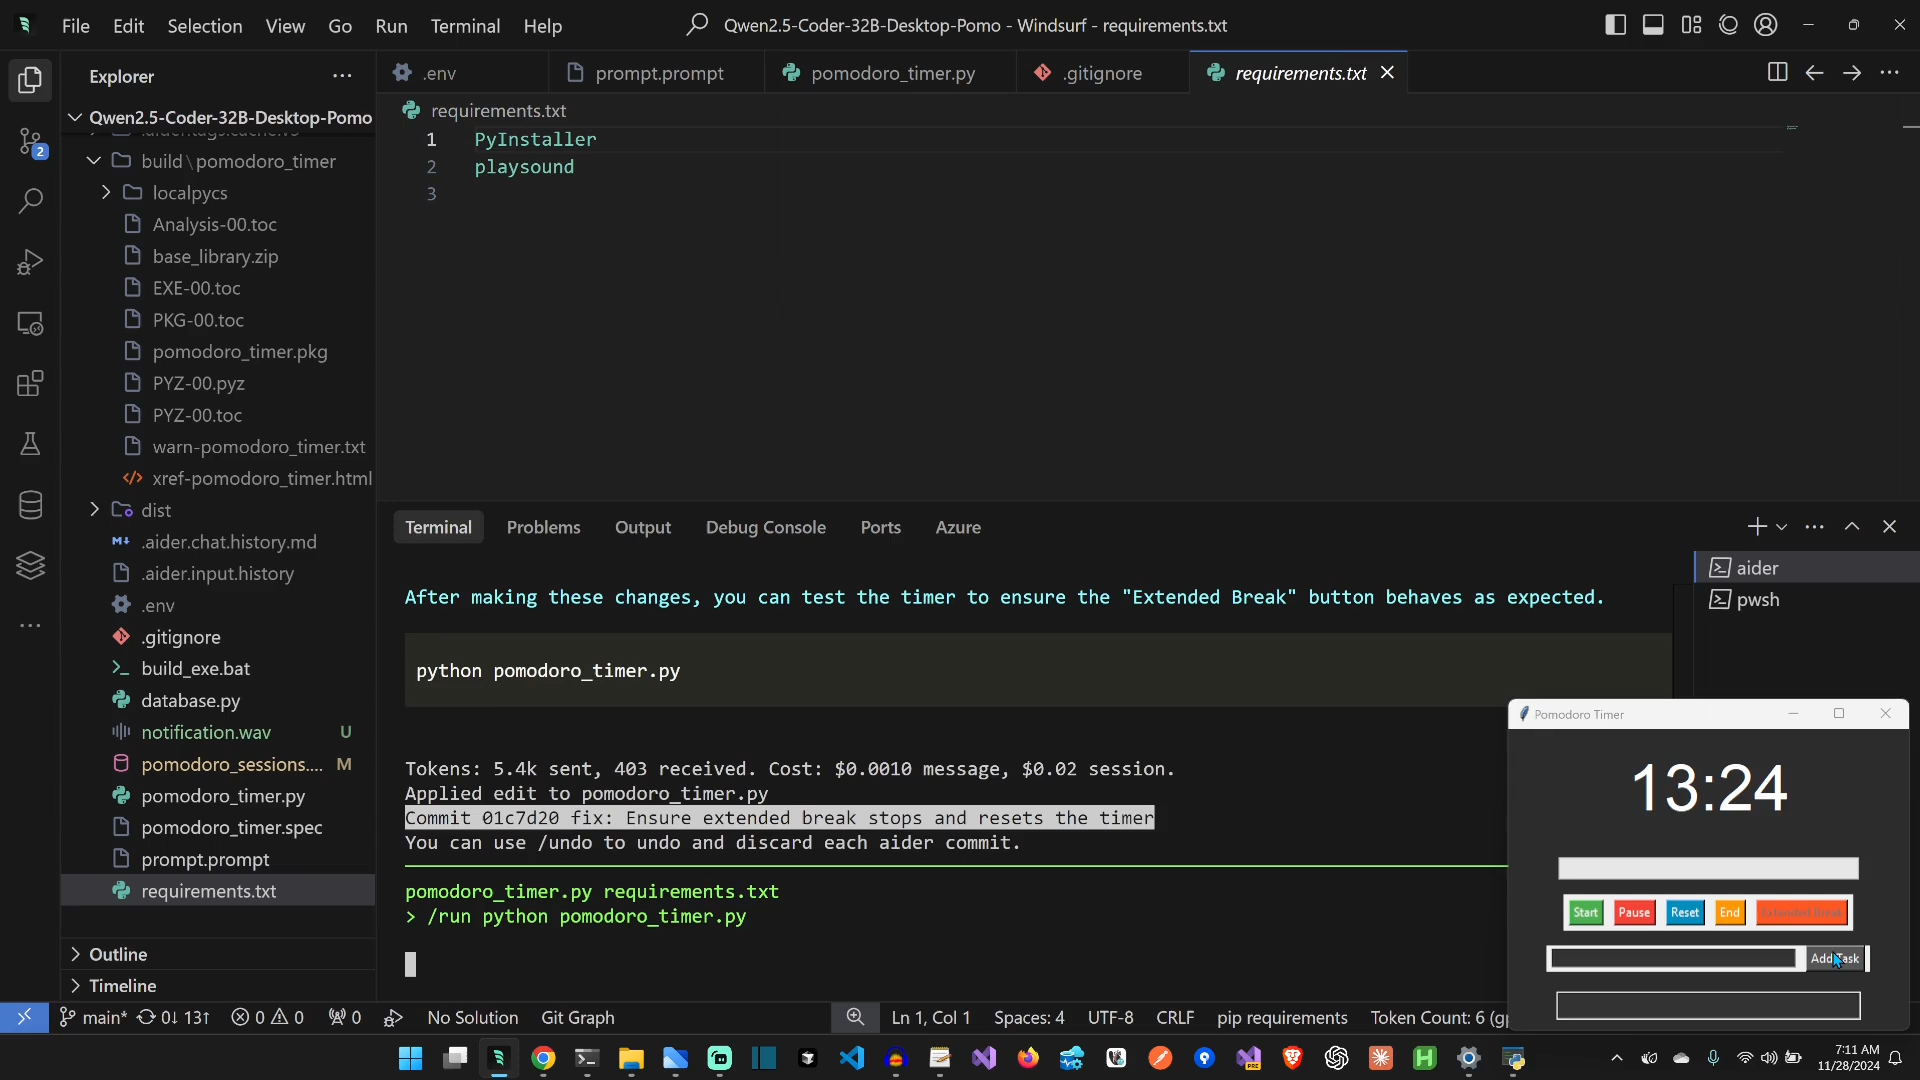 File Edit Selection View Go Run Terminal Help
Qwen2.5-Coder-32B-Desktop-Pomo - Windsurf - requirements.txt
Explorer
.env
prompt.prompt
pomodoro_timer.py
.gitignore
requirements.txt
Qwen2.5-Coder-32B-Desktop-Pomo
requirements.txt
1 PyInstaller
2 playsound
3
2
build \ pomodoro_timer
localpycs
Analysis-00.toc
base_library.zip
EXE-00.toc
PKG-00.toc
pomodoro_timer.pkg
PYZ-00.pyz
PYZ-00.toc
warn-pomodoro_timer.txt
xref-pomodoro_timer.html
dist
.aider.chat.history.md
.aider.input.history
.env
.gitignore
build_exe.bat
database.py
notification.wav U
pomodoro_sessions.... M
pomodoro_timer.py
pomodoro_timer.spec
prompt.prompt
requirements.txt
Outline
Timeline
Terminal Problems Output Debug Console Ports Azure
aider
pwsh
After making these changes, you can test the timer to ensure the "Extended Break" button behaves as expected.
python pomodoro_timer.py
Tokens: 5.4k sent, 403 received. Cost: $0.0010 message, $0.02 session.
Applied edit to pomodoro_timer.py
Commit 01c7d20 fix: Ensure extended break stops and resets the timer
You can use /undo to undo and discard each aider commit.
pomodoro_timer.py requirements.txt
> /run python pomodoro_timer.py
Pomodoro Timer
13:24
Start Pause Reset End Extended Break
Add Task
main* 0↓ 13↑ 0 0 0 No Solution Git Graph
Ln 1, Col 1 Spaces: 4 UTF-8 CRLF pip requirements Token Count: 6 (g
7:11 AM
11/28/2024